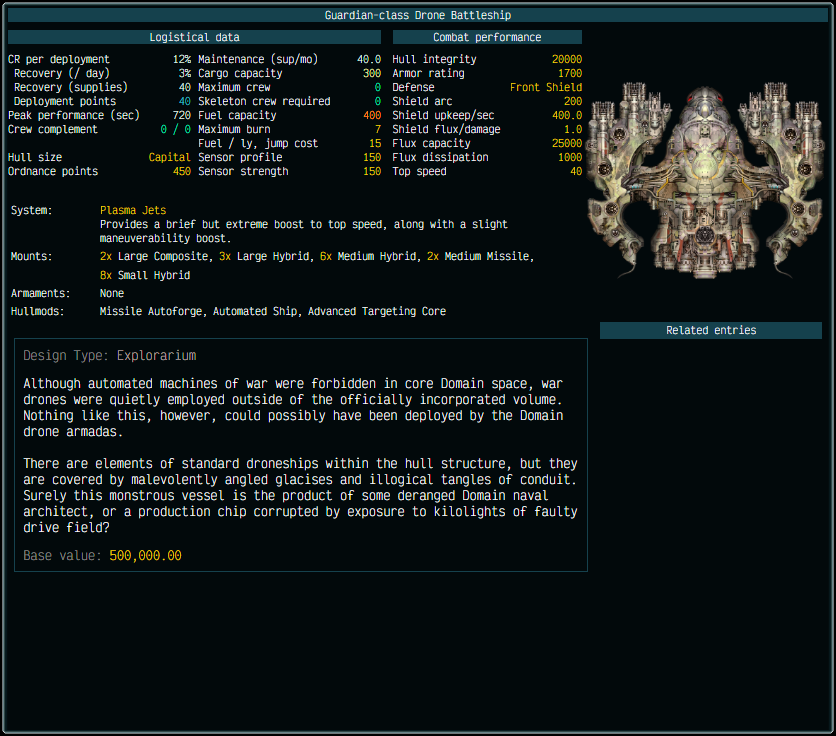 Guardian-class Drone Battleship
Logistical data
Combat performance
CR per deployment 12% Maintenance (sup/mo) 40.0 Hull integrity 20000
Recovery (/ day) 3% Cargo capacity 300 Armor rating 1700
Recovery (supplies) 40 Maximum crew 0 Defense Front Shield
Deployment points 40 Skeleton crew required 0 Shield arc 200
Peak performance (sec) 720 Fuel capacity 400 Shield upkeep/sec 400.0
Crew complement 0 / 0 Maximum burn 7 Shield flux/damage 1.0
Fuel / ly, jump cost 15 Flux capacity 25000
Hull size Capital Sensor profile 150 Flux dissipation 1000
Ordnance points 450 Sensor strength 150 Top speed 40
System: Plasma Jets
Provides a brief but extreme boost to top speed, along with a slight
maneuverability boost.
Mounts: 2x Large Composite, 3x Large Hybrid, 6x Medium Hybrid, 2x Medium Missile,
8x Small Hybrid
Armaments: None
Hullmods: Missile Autoforge, Automated Ship, Advanced Targeting Core
Related entries
Design Type: Explorarium
Although automated machines of war were forbidden in core Domain space, war
drones were quietly employed outside of the officially incorporated volume.
Nothing like this, however, could possibly have been deployed by the Domain
drone armadas.
There are elements of standard droneships within the hull structure, but they
are covered by malevolently angled glacises and illogical tangles of conduit.
Surely this monstrous vessel is the product of some deranged Domain naval
architect, or a production chip corrupted by exposure to kilolights of faulty
drive field?
Base value: 500,000.00